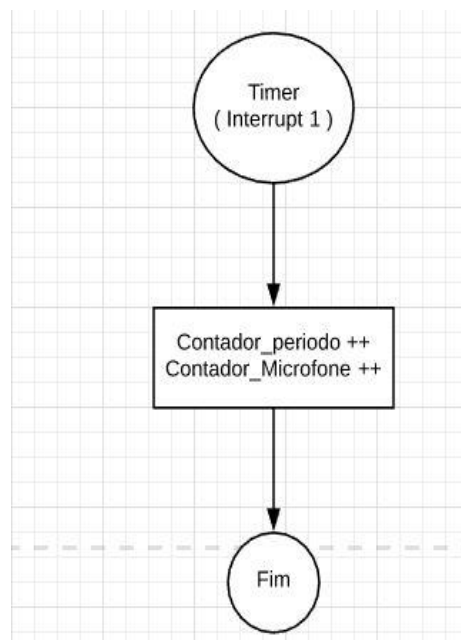 Timer
( Interrupt 1 )
Contador_periodo ++
Contador_Microfone ++
Fim